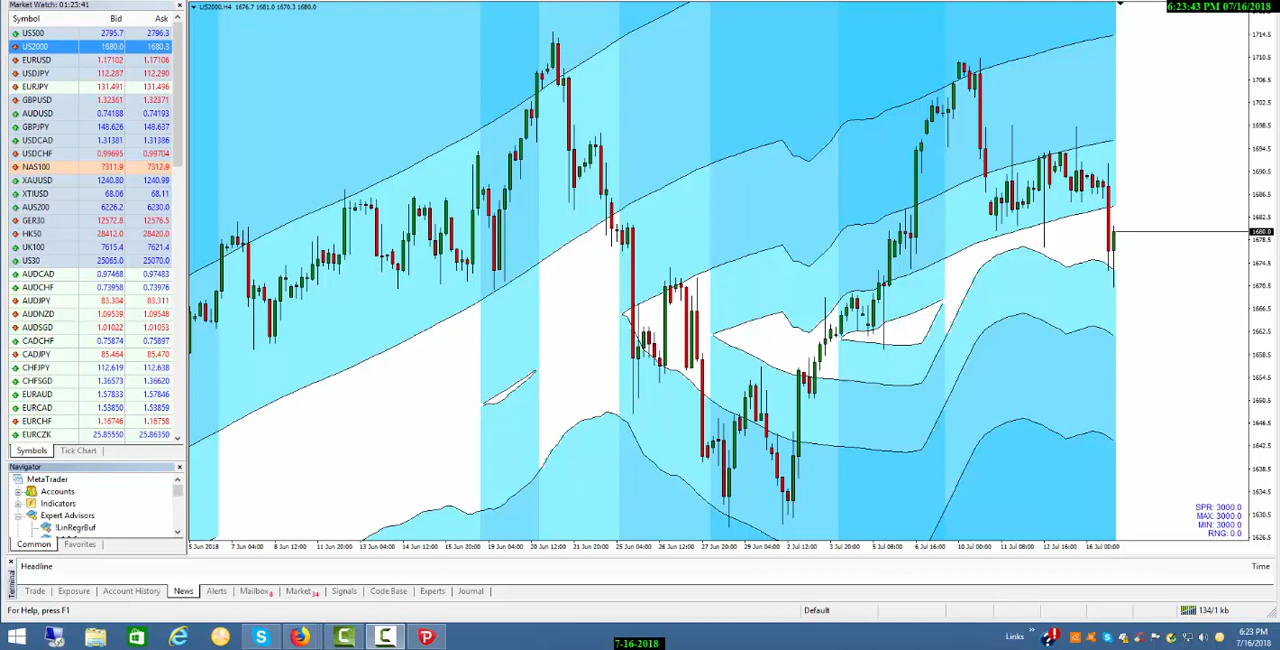 Market Watch: 01:23:41
US2000,H4 1676.7 1681.0 1670.3 1680.0
6:23:43 PM 07/16/2018
Symbol Bid Ask
US500 2795.7 2796.3
US2000 1680.0 1680.3
EURUSD 1.17102 1.17106
USDJPY 112.287 112.290
EURJPY 131.491 131.496
GBPUSD 1.32361 1.32371
AUDUSD 0.74188 0.74193
GBPJPY 148.626 148.637
USDCAD 1.31381 1.31386
USDCHF 0.99695 0.99704
NAS100 7311.9 7312.9
XAUUSD 1240.80 1240.99
XTIUSD 68.06 68.11
AUS200 6226.2 6230.0
GER30 12572.8 12576.5
HK50 28412.0 28420.0
UK100 7615.4 7621.4
US30 25065.0 25070.0
AUDCAD 0.97468 0.97483
AUDCHF 0.73958 0.73976
AUDJPY 83.304 83.311
AUDNZD 1.09539 1.09548
AUDSGD 1.01022 1.01053
CADCHF 0.75874 0.75897
CADJPY 85.464 85.470
CHFJPY 112.619 112.638
CHFSGD 1.36573 1.36620
EURAUD 1.57833 1.57846
EURCAD 1.53850 1.53859
EURCHF 1.16746 1.16758
EURCZK 25.85550 25.86350
Symbols Tick Chart
Navigator
MetaTrader
Accounts
Indicators
Expert Advisors
!LinRegrBuf
Common Favorites
1714.5
1710.5
1706.5
1702.5
1698.5
1694.5
1690.5
1686.5
1682.5
1680.0
1678.5
1674.5
1670.5
1666.5
1662.5
1658.5
1654.5
1650.5
1646.5
1642.5
1638.5
1634.5
1630.5
1626.5
SPR: 3000.0
MAX: 3000.0
MIN: 3000.0
RNG: 0.0
5 Jun 2018 7 Jun 04:00 8 Jun 12:00 11 Jun 20:00 13 Jun 04:00 14 Jun 12:00 15 Jun 20:00 19 Jun 04:00 20 Jun 12:00 21 Jun 20:00 25 Jun 04:00 26 Jun 12:00 27 Jun 20:00 29 Jun 04:00 2 Jul 12:00 3 Jul 20:00 5 Jul 08:00 6 Jul 16:00 10 Jul 00:00 11 Jul 08:00 12 Jul 16:00 16 Jul 00:00
Headline Time
Terminal
Trade Exposure Account History News Alerts Mailbox 8 Market 34 Signals Code Base Experts Journal
For Help, press F1 Default 134/1 kb
Links
6:23 PM
7/16/2018
7-16-2018